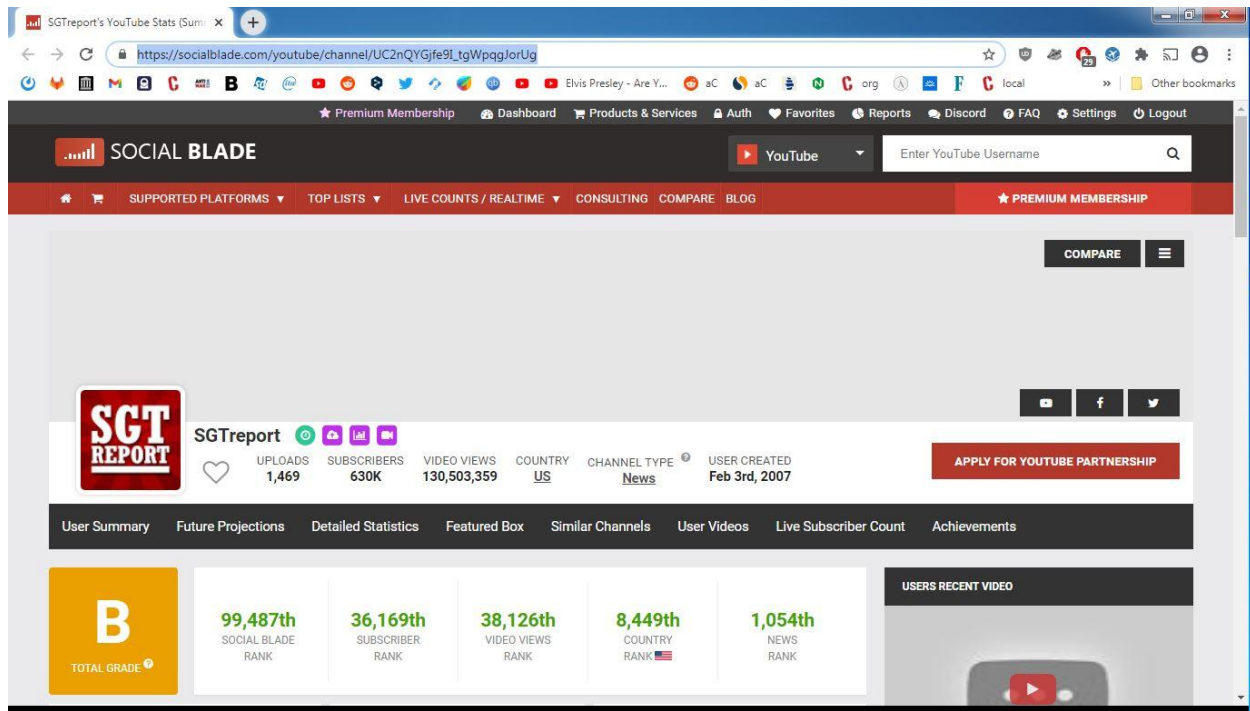 SGTreport's YouTube Stats (Sum
https://socialblade.com/youtube/channel/UC2nQYGjfe9I_tgWpqgJorUg
29
Elvis Presley - Are Y... aC aC org local » Other bookmarks
Premium Membership Dashboard Products & Services Auth Favorites Reports Discord FAQ Settings Logout
SOCIAL BLADE YouTube Enter YouTube Username
SUPPORTED PLATFORMS TOP LISTS LIVE COUNTS / REALTIME CONSULTING COMPARE BLOG PREMIUM MEMBERSHIP
COMPARE
SGT
REPORT
SGTreport
UPLOADS SUBSCRIBERS VIDEO VIEWS COUNTRY CHANNEL TYPE USER CREATED
1,469 630K 130,503,359 US News Feb 3rd, 2007
APPLY FOR YOUTUBE PARTNERSHIP
User Summary Future Projections Detailed Statistics Featured Box Similar Channels User Videos Live Subscriber Count Achievements
B
TOTAL GRADE
99,487th 36,169th 38,126th 8,449th 1,054th
SOCIAL BLADE SUBSCRIBER VIDEO VIEWS COUNTRY NEWS
RANK RANK RANK RANK RANK
USERS RECENT VIDEO